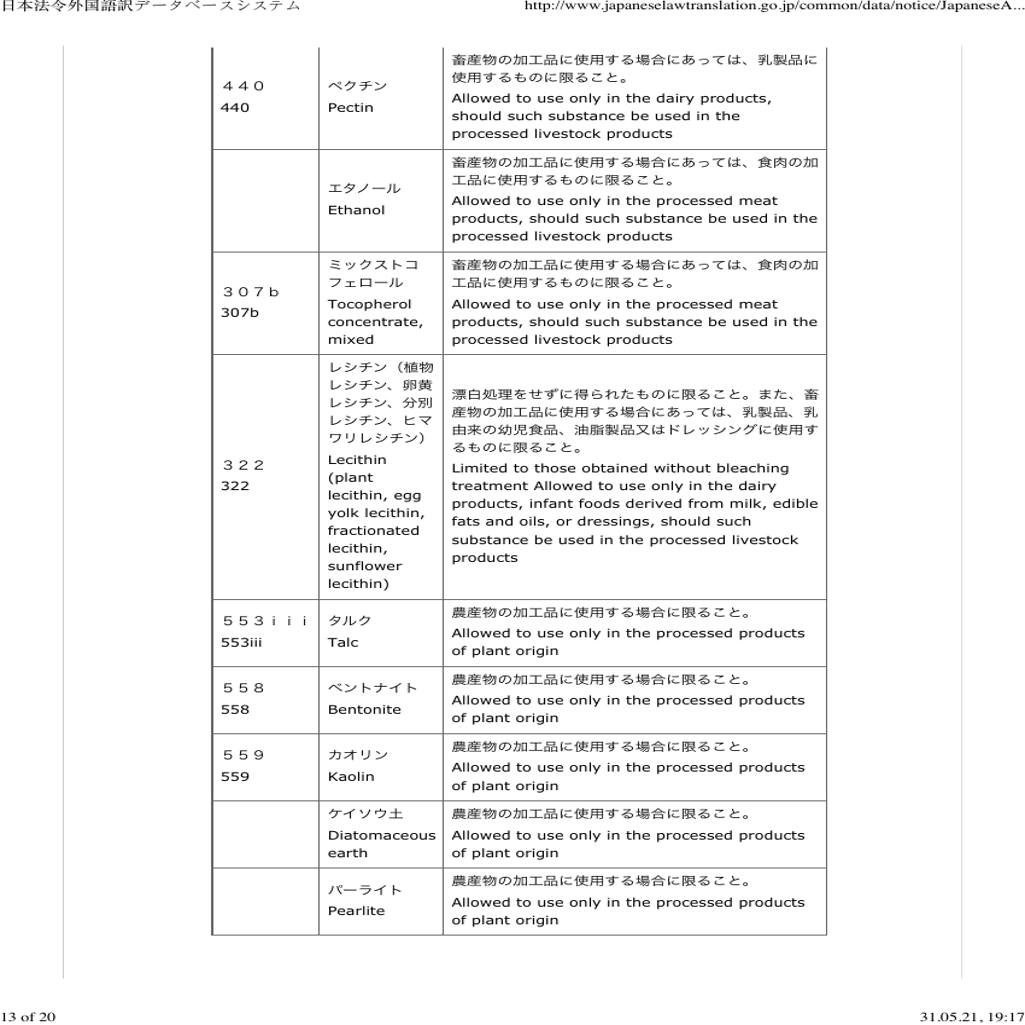 日本法令外国語訳データベースシステム
http://www.japaneselawtranslation.go.jp/common/data/notice/JapaneseA...
４４０
440
ペクチン
Pectin
畜産物の加工品に使用する場合にあっては、乳製品に
使用するものに限ること。
Allowed to use only in the dairy products,
should such substance be used in the
processed livestock products
エタノール
Ethanol
畜産物の加工品に使用する場合にあっては、食肉の加
工品に使用するものに限ること。
Allowed to use only in the processed meat
products, should such substance be used in the
processed livestock products
３０７ｂ
307b
ミックストコ
フェロール
Tocopherol
concentrate,
mixed
畜産物の加工品に使用する場合にあっては、食肉の加
工品に使用するものに限ること。
Allowed to use only in the processed meat
products, should such substance be used in the
processed livestock products
３２２
322
レシチン（植物
レシチン、卵黄
レシチン、分別
レシチン、ヒマ
ワリレシチン）
Lecithin
(plant
lecithin, egg
yolk lecithin,
fractionated
lecithin,
sunflower
lecithin)
漂白処理をせずに得られたものに限ること。また、畜
産物の加工品に使用する場合にあっては、乳製品、乳
由来の幼児食品、油脂製品又はドレッシングに使用す
るものに限ること。
Limited to those obtained without bleaching
treatment Allowed to use only in the dairy
products, infant foods derived from milk, edible
fats and oils, or dressings, should such
substance be used in the processed livestock
products
５５３ｉｉｉ
553iii
タルク
Talc
農産物の加工品に使用する場合に限ること。
Allowed to use only in the processed products
of plant origin
５５８
558
ベントナイト
Bentonite
農産物の加工品に使用する場合に限ること。
Allowed to use only in the processed products
of plant origin
５５９
559
カオリン
Kaolin
農産物の加工品に使用する場合に限ること。
Allowed to use only in the processed products
of plant origin
ケイソウ土
Diatomaceous
earth
農産物の加工品に使用する場合に限ること。
Allowed to use only in the processed products
of plant origin
パーライト
Pearlite
農産物の加工品に使用する場合に限ること。
Allowed to use only in the processed products
of plant origin
13 of 20
31.05.21, 19:17